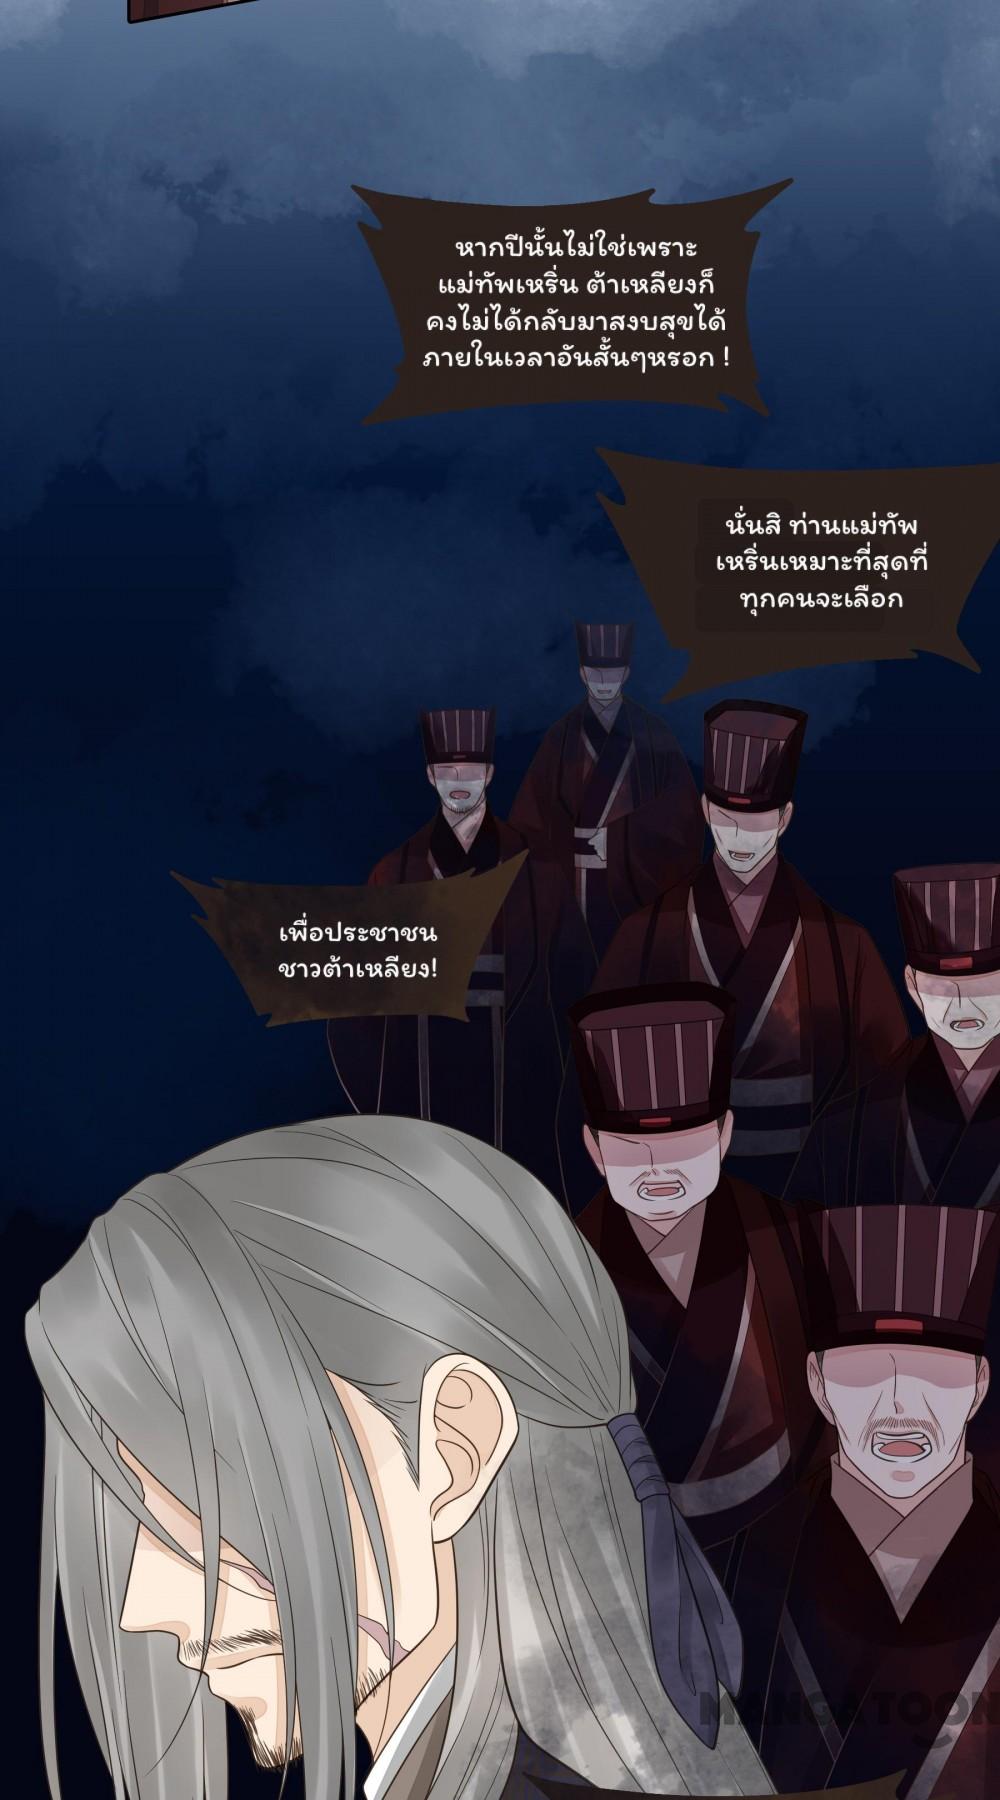 หากปีนั้นไม่ใช่เพราะ
แม่ทัพเหริ่น ต้าเหลียงก็
คงไม่ได้กลับมาสงบสุขได้
ภายในเวลาอันสั้นๆหรอก !
นั่นสิ ท่านแม่ทัพ
เหริ่นเหมาะที่สุดที่
ทุกคนจะเลือก
เพื่อประชาชน
ชาวต้าเหลียง!
MANGATOON